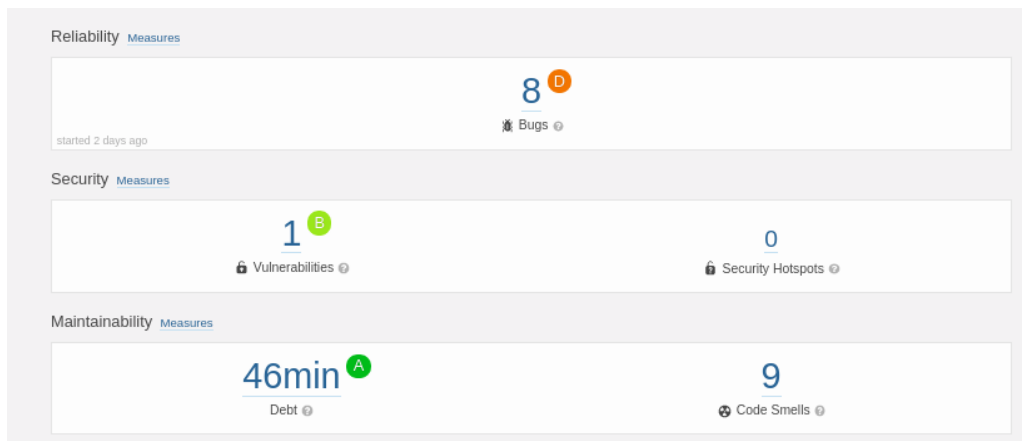 Reliability Measures
8 D
Bugs ?
started 2 days ago
Security Measures
1 B
0
Vulnerabilities ?
Security Hotspots ?
Maintainability Measures
46min A
9
Debt ?
Code Smells ?